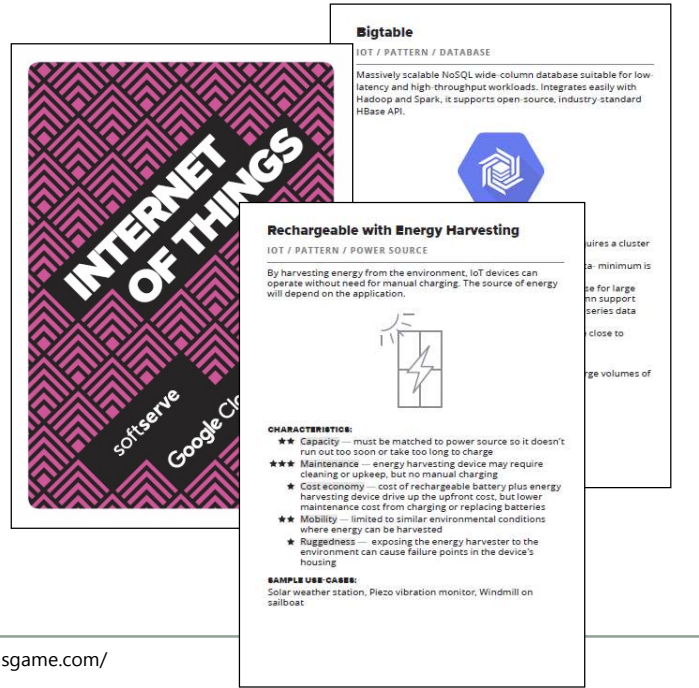 Bigtable
IOT / PATTERN / DATABASE
Massively scalable NoSQL wide-column database suitable for low-
latency and high-throughput workloads. Integrates easily with
Hadoop and Spark, it supports open-source, industry-standard
HBase API.
INTERNET
OF THINGS
softserve
Google Clo
uires a cluster
ta- minimum is
se for large
mn support
series data
close to
rge volumes of
Rechargeable with Energy Harvesting
IOT / PATTERN / POWER SOURCE
By harvesting energy from the environment, IoT devices can
operate without need for manual charging. The source of energy
will depend on the application.
CHARACTERISTICS:
★★ Capacity — must be matched to power source so it doesn't
run out too soon or take too long to charge
★★★ Maintenance — energy harvesting device may require
cleaning or upkeep, but no manual charging
★ Cost economy — cost of rechargeable battery plus energy
harvesting device drive up the upfront cost, but lower
maintenance cost from charging or replacing batteries
★★ Mobility — limited to similar environmental conditions
where energy can be harvested
★ Ruggedness — exposing the energy harvester to the
environment can cause failure points in the device's
housing
SAMPLE USE-CASES:
Solar weather station, Piezo vibration monitor, Windmill on
sailboat
sgame.com/